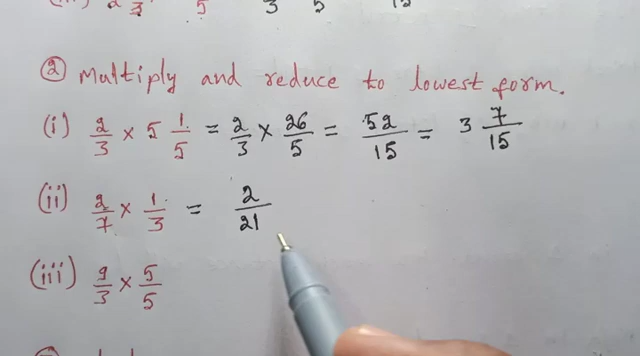 ② Multiply and reduce to lowest form.
(i) 2/3 × 5 1/5 = 2/3 × 26/5 = 52/15 = 3 7/15
(ii) 2/7 × 1/3 = 2/21
(iii) 9/3 × 5/5